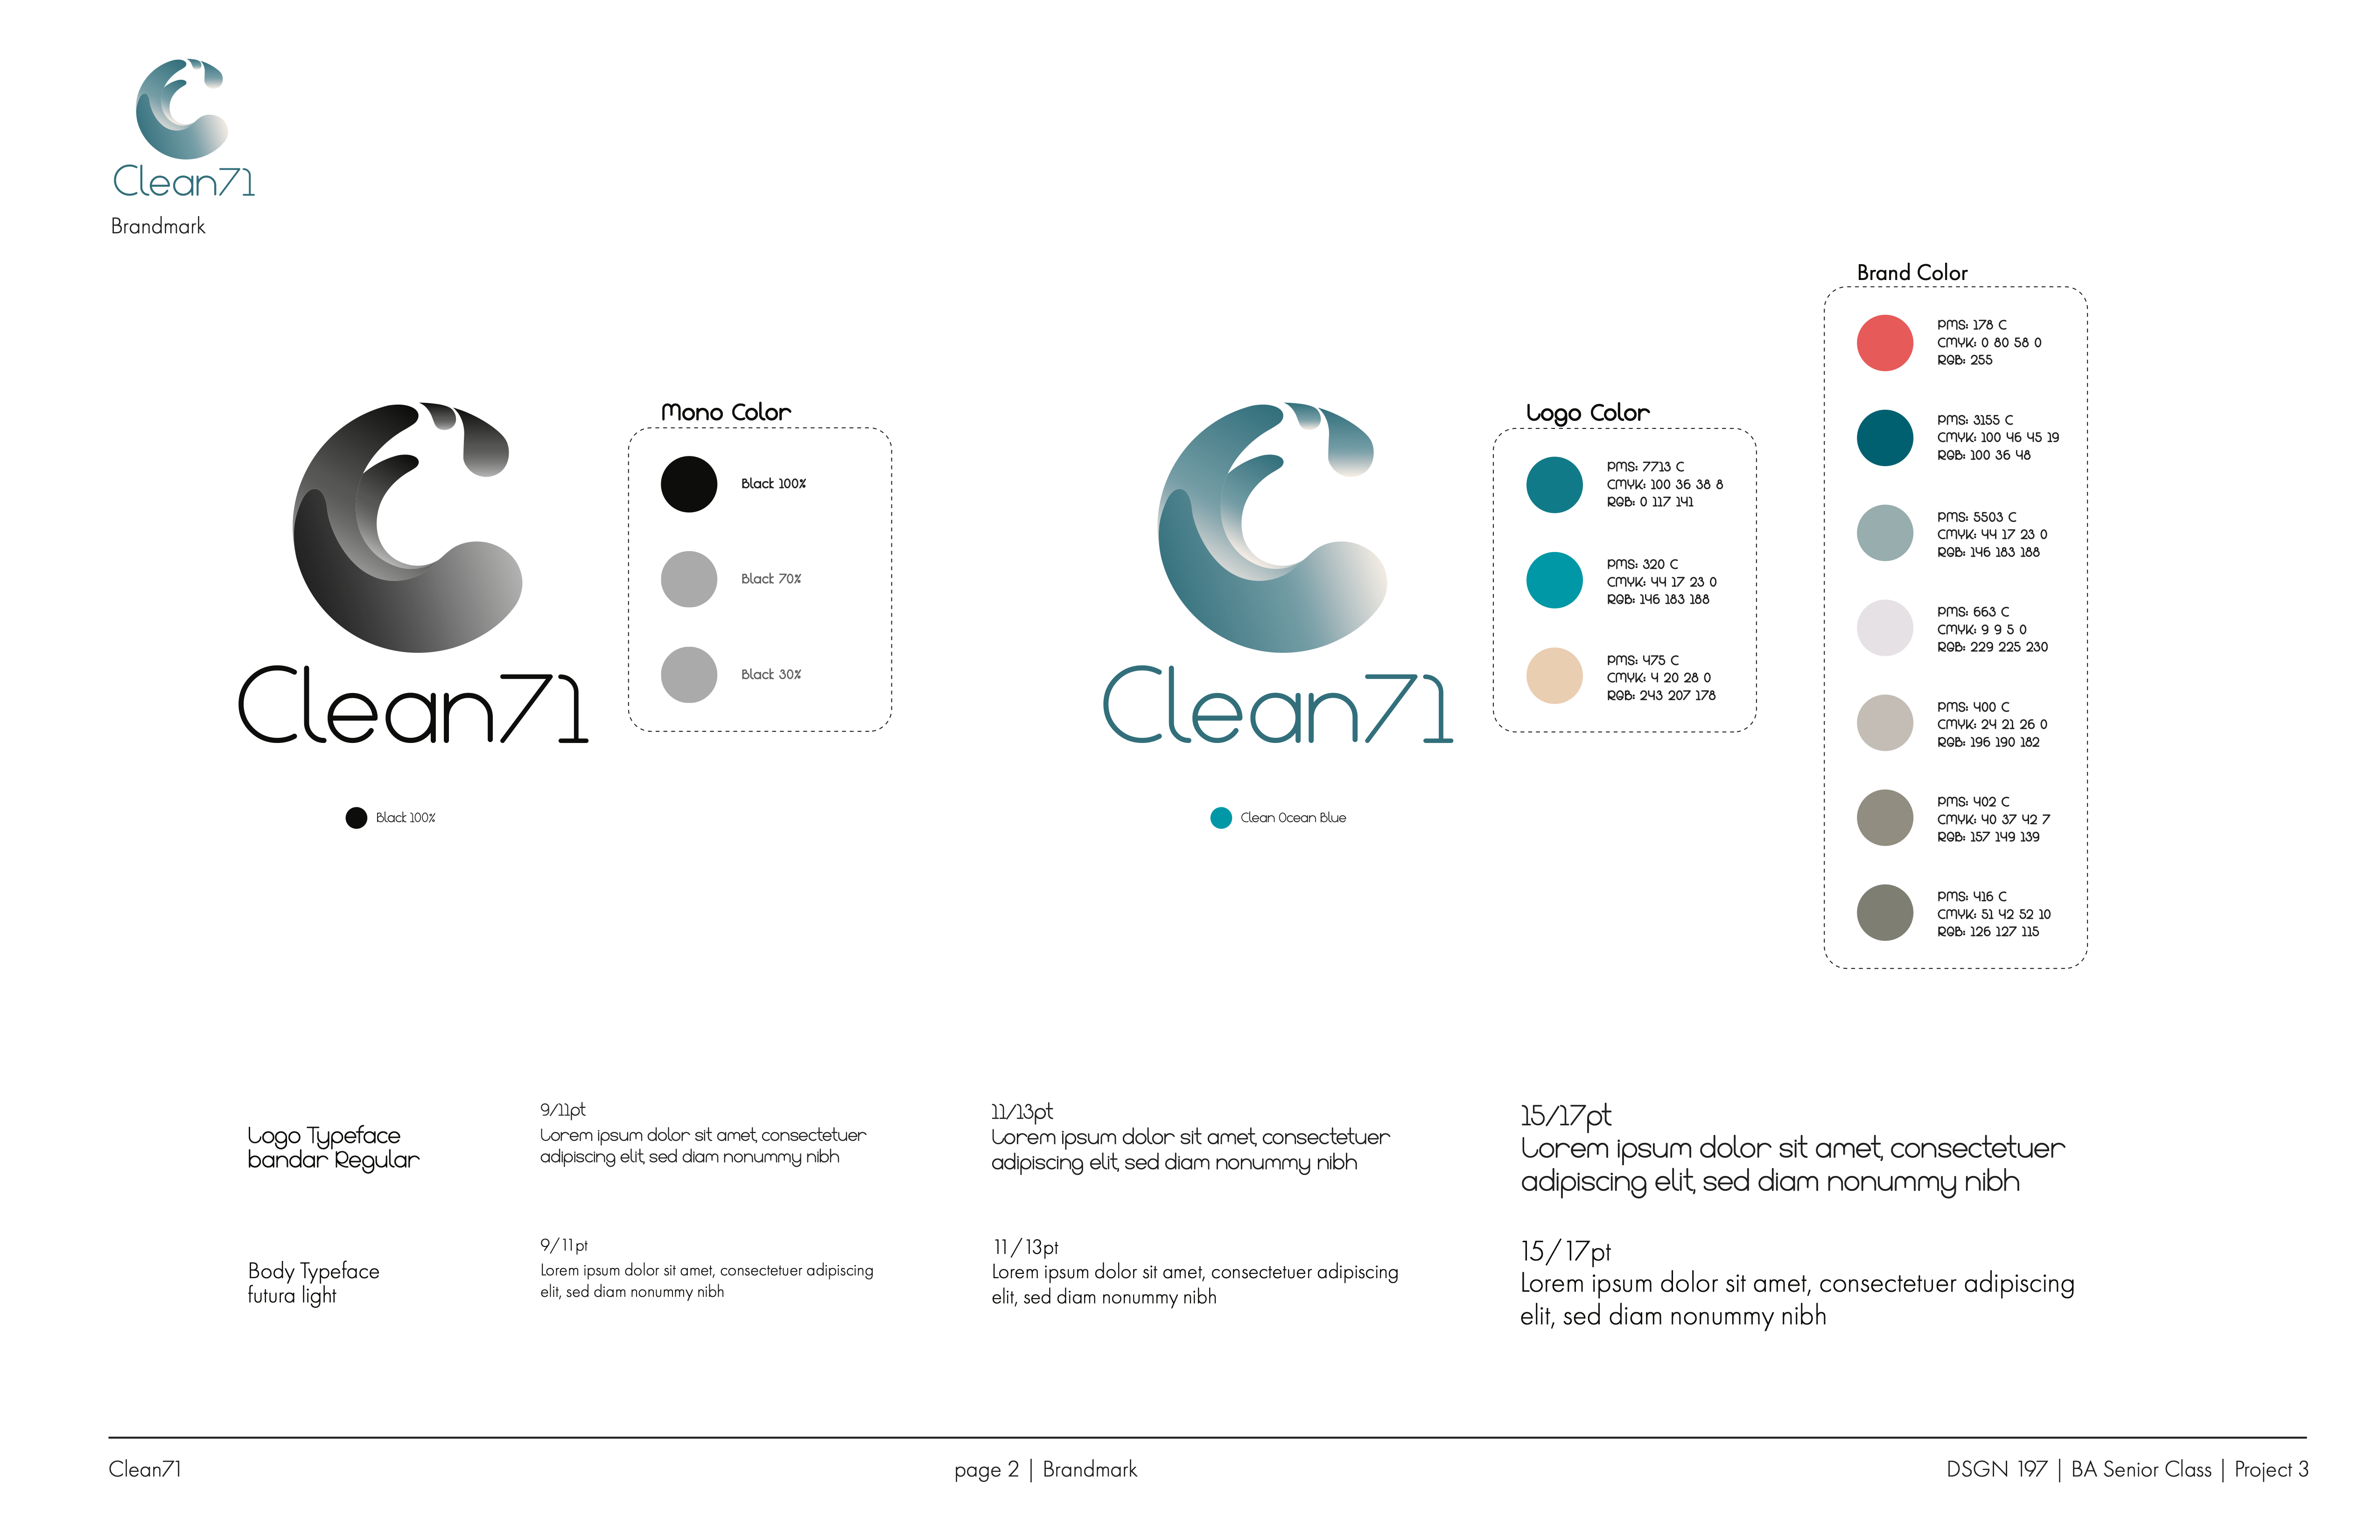 Clean71
Brandmark
Clean71
Black 100%
Mono Color
Black 100%
Black 70%
Black 30%
Clean71
Clean Ocean Blue
Logo Color
PMS: 7713 C
CMYK: 100 36 38 8
RGB: 0 117 141
PMS: 320 C
CMYK: 44 17 23 0
RGB: 146 183 188
PMS: 475 C
CMYK: 4 20 28 0
RGB: 243 207 178
Brand Color
PMS: 178 C
CMYK: 0 80 58 0
RGB: 255
PMS: 3155 C
CMYK: 100 46 45 19
RGB: 100 36 48
PMS: 5503 C
CMYK: 44 17 23 0
RGB: 146 183 188
PMS: 663 C
CMYK: 9 9 5 0
RGB: 229 225 230
PMS: 400 C
CMYK: 24 21 26 0
RGB: 196 190 182
PMS: 402 C
CMYK: 40 37 42 7
RGB: 157 149 139
PMS: 416 C
CMYK: 51 42 52 10
RGB: 126 127 115
Logo Typeface
bandar Regular
9/11pt
Lorem ipsum dolor sit amet, consectetuer
adipiscing elit, sed diam nonummy nibh
11/13pt
Lorem ipsum dolor sit amet, consectetuer
adipiscing elit, sed diam nonummy nibh
15/17pt
Lorem ipsum dolor sit amet, consectetuer
adipiscing elit, sed diam nonummy nibh
Body Typeface
futura light
9/11pt
Lorem ipsum dolor sit amet, consectetuer adipiscing
elit, sed diam nonummy nibh
11/13pt
Lorem ipsum dolor sit amet, consectetuer adipiscing
elit, sed diam nonummy nibh
15/17pt
Lorem ipsum dolor sit amet, consectetuer adipiscing
elit, sed diam nonummy nibh
Clean71
page 2 | Brandmark
DSGN 197 | BA Senior Class | Project 3